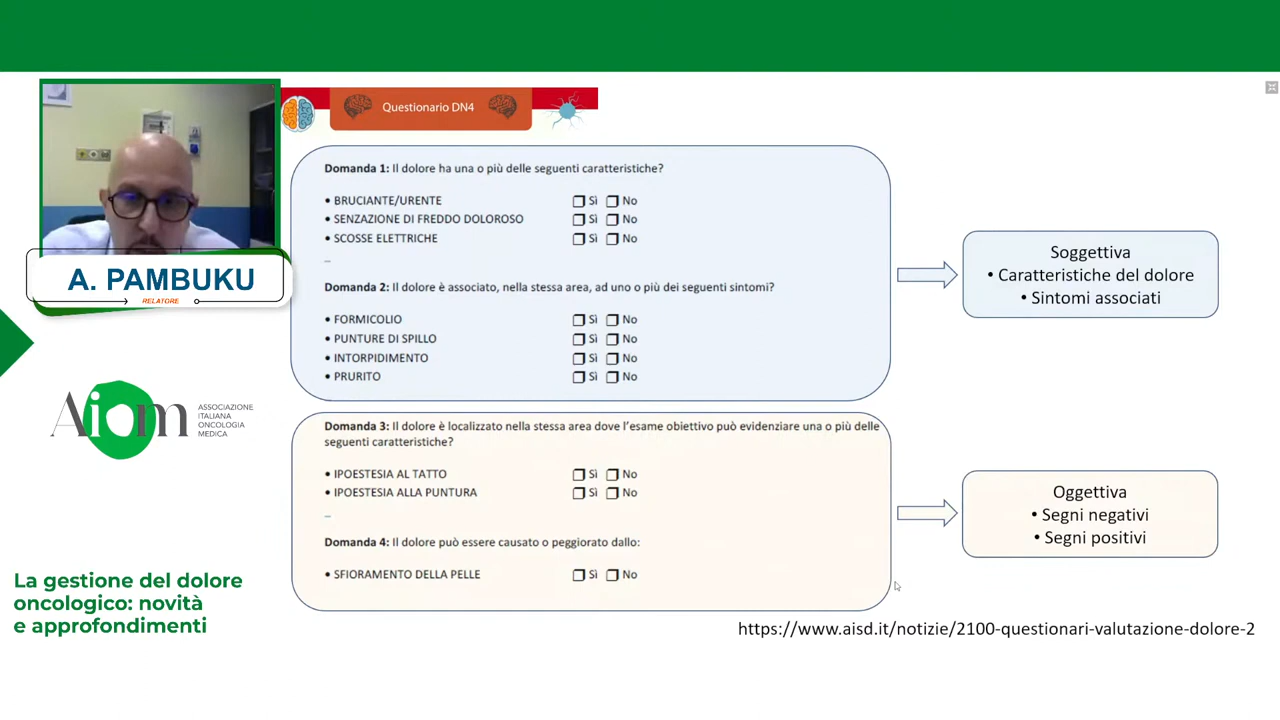 Questionario DN4
Domanda 1: Il dolore ha una o più delle seguenti caratteristiche?
• BRUCIANTE/URENTE Sì No
• SENZAZIONE DI FREDDO DOLOROSO Sì No
• SCOSSE ELETTRICHE Sì No
Domanda 2: Il dolore è associato, nella stessa area, ad uno o più dei seguenti sintomi?
• FORMICOLIO Sì No
• PUNTURE DI SPILLO Sì No
• INTORPIDIMENTO Sì No
• PRURITO Sì No
Domanda 3: Il dolore è localizzato nella stessa area dove l'esame obiettivo può evidenziare una o più delle
seguenti caratteristiche?
• IPOESTESIA AL TATTO Sì No
• IPOESTESIA ALLA PUNTURA Sì No
Domanda 4: Il dolore può essere causato o peggiorato dallo:
• SFIORAMENTO DELLA PELLE Sì No
Soggettiva
• Caratteristiche del dolore
• Sintomi associati
Oggettiva
• Segni negativi
• Segni positivi
https://www.aisd.it/notizie/2100-questionari-valutazione-dolore-2
A. PAMBUKU
RELATORE
Aiom
ASSOCIAZIONE
ITALIANA
ONCOLOGIA
MEDICA
La gestione del dolore
oncologico: novità
e approfondimenti